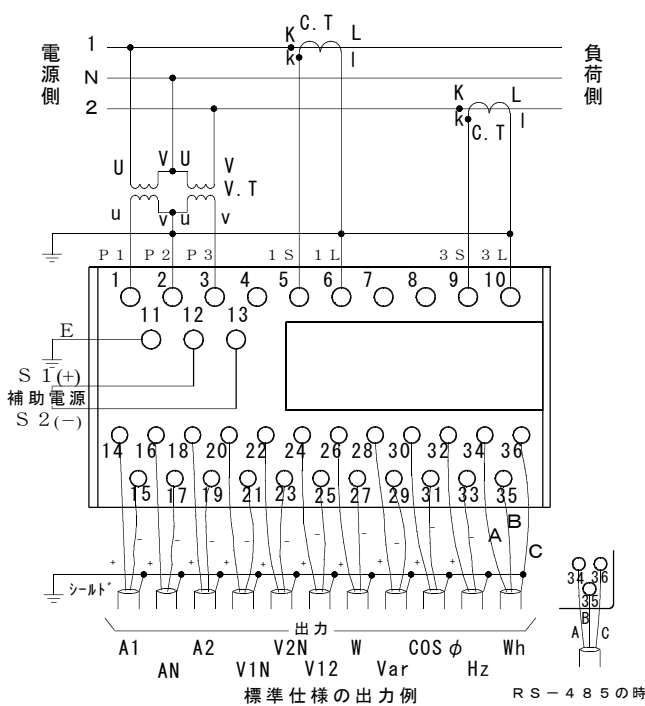 C.T
1 K L
電源側 k l 負荷側
N
K L
2
k l
C.T
U V U V
V.T
u v u v
P1 P2 P3 1S 1L 3S 3L
1 2 3 4 5 6 7 8 9 10
11 12 13
E
S1(+)
補助電源
S2(−)
14 16 18 20 22 24 26 28 30 32 34 36
15 17 19 21 23 25 27 29 31 33 35
B
A
C
− − − − − − − − − −
+ + + + + + + + + +
シールド
出力
A1 A2 V2N W COSφ Wh
AN V1N V12 Var Hz
標準仕様の出力例
34 36
35
B
A C
RS−485の時